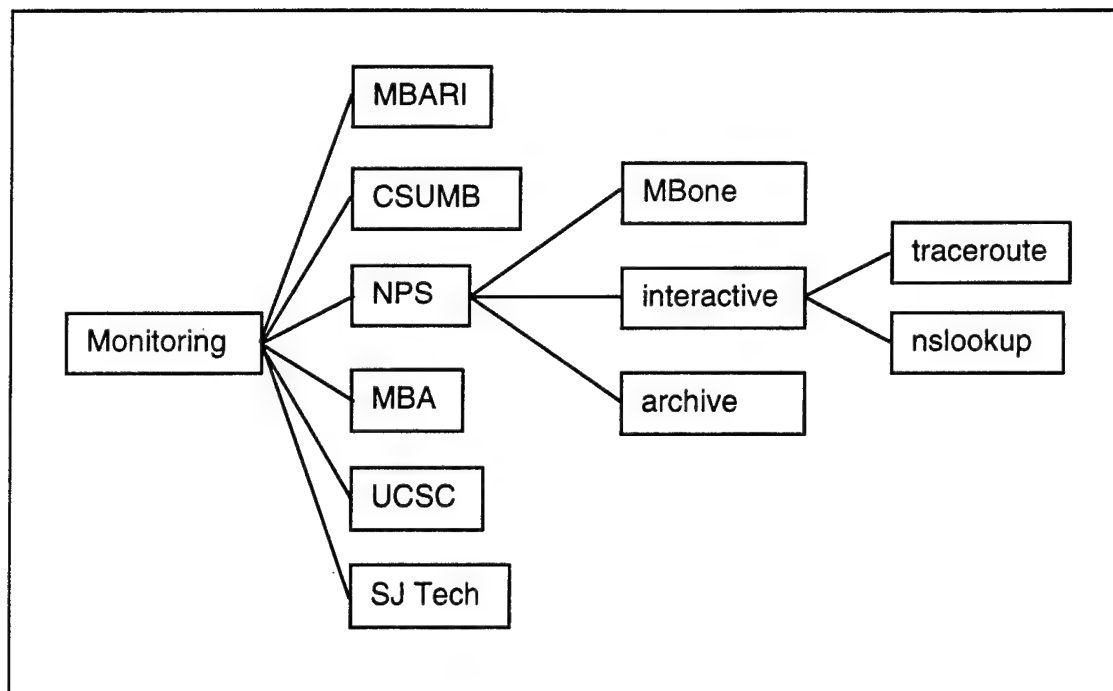 Monitoring
MBARI
CSUMB
NPS
MBA
UCSC
SJ Tech
MBone
interactive
archive
traceroute
nslookup